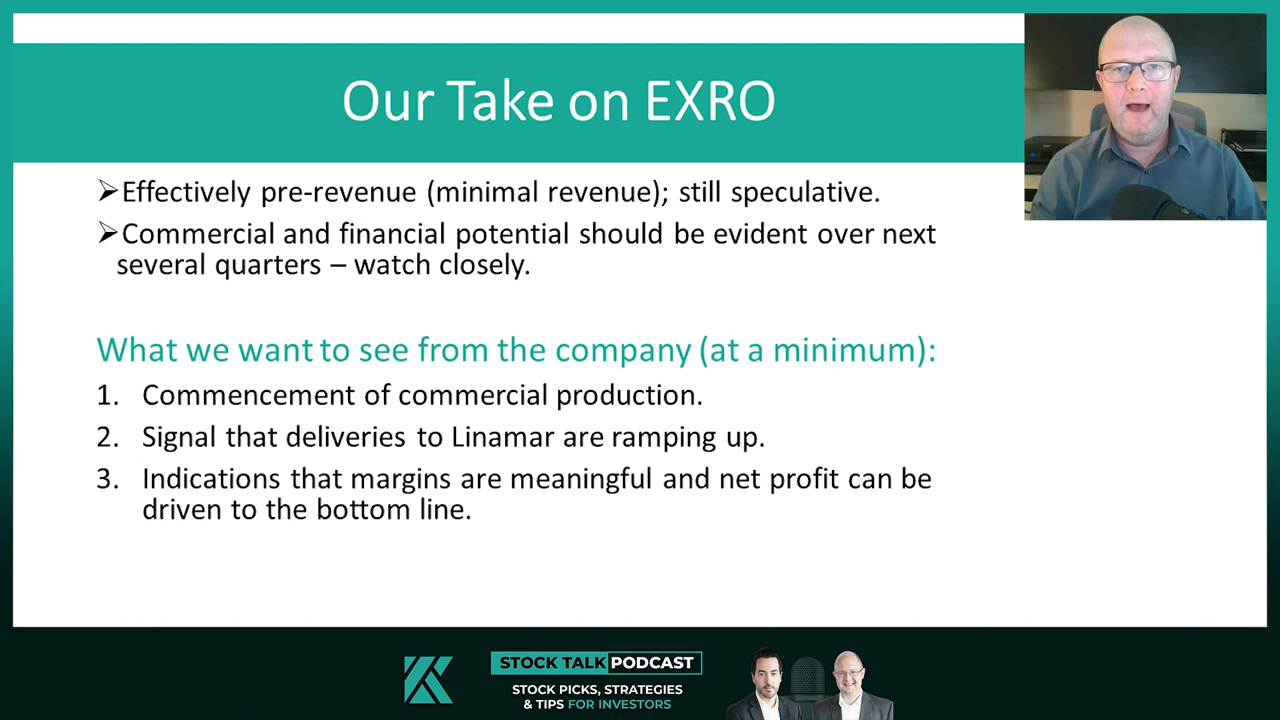 Our Take on EXRO
➢Effectively pre-revenue (minimal revenue); still speculative.
➢Commercial and financial potential should be evident over next
several quarters – watch closely.
What we want to see from the company (at a minimum):
1. Commencement of commercial production.
2. Signal that deliveries to Linamar are ramping up.
3. Indications that margins are meaningful and net profit can be
driven to the bottom line.
STOCK TALK PODCAST
STOCK PICKS, STRATEGIES
& TIPS FOR INVESTORS